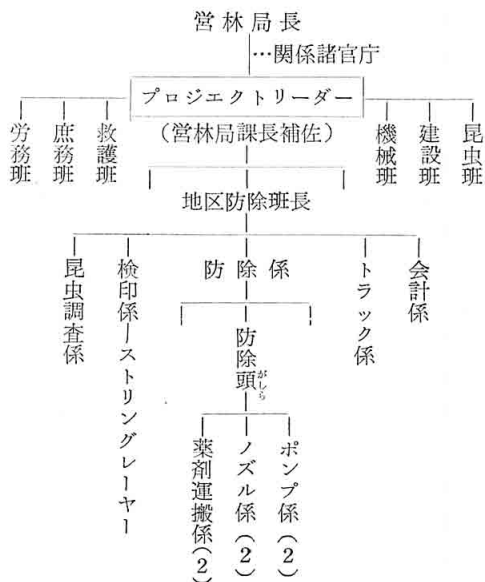 営林局長
…関係諸官庁
プロジエクトリーダー
(営林局課長補佐)
労務班
庶務班
救護班
機械班
建設班
昆虫班
地区防除班長
昆虫調査係
検印係―ストリングレーヤー
防除係
トラック係
会計係
防除頭
がしら
薬剤運搬係(2)
ノズル係(2)
ポンプ係(2)